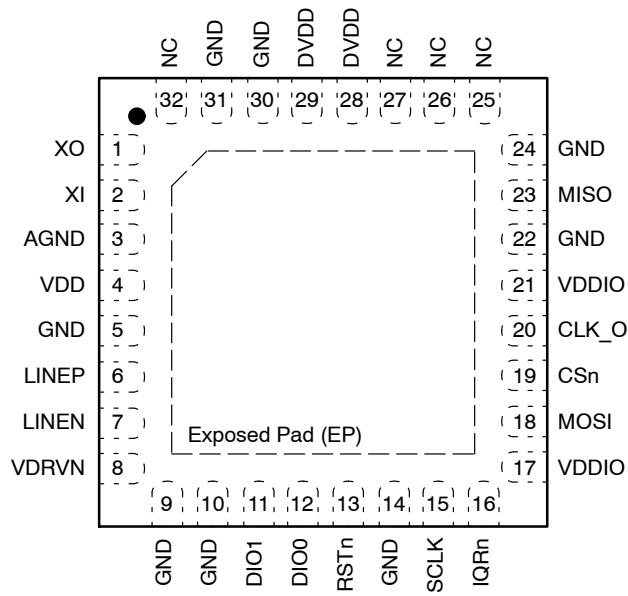 NC GND GND DVDD DVDD NC NC NC
32 31 30 29 28 27 26 25
XO 1 24 GND
XI 2 23 MISO
AGND 3 22 GND
VDD 4 21 VDDIO
GND 5 20 CLK_O
LINEP 6 19 CSn
LINEN 7 18 MOSI
Exposed Pad (EP)
VDRVN 8 17 VDDIO
9 10 11 12 13 14 15 16
GND GND DIO1 DIO0 RSTn GND SCLK IQRn